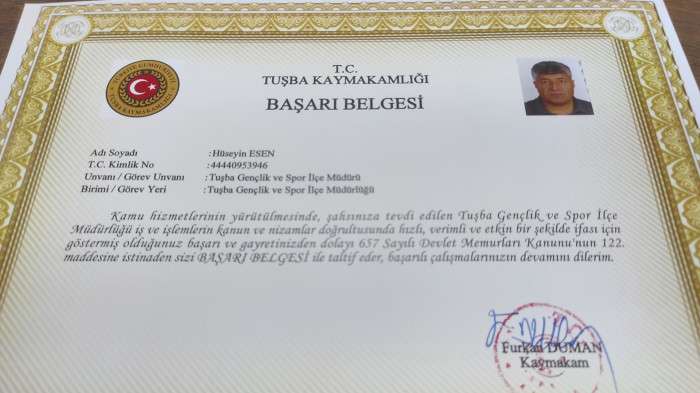 T.C.
TUŞBA KAYMAKAMLIĞI
BAŞARI BELGESİ
Adı Soyadı : Hüseyin ESEN
T.C. Kimlik No : 44440953946
Unvanı / Görev Unvanı : Tuşba Gençlik ve Spor İlçe Müdürü
Birimi / Görev Yeri : Tuşba Gençlik ve Spor İlçe Müdürlüğü
Kamu hizmetlerinin yürütülmesinde, şahsınıza tevdi edilen Tuşba Gençlik ve Spor İlçe
Müdürlüğü iş ve işlemlerin kanun ve nizamlar doğrultusunda hızlı, verimli ve etkin bir şekilde ifası için
göstermiş olduğunuz başarı ve gayretinizden dolayı 657 Sayılı Devlet Memurları Kanunu'nun 122.
maddesine istinaden sizi BAŞARI BELGESİ ile taltif eder, başarılı çalışmalarınızın devamını dilerim.
Furkan DUMAN
Kaymakam